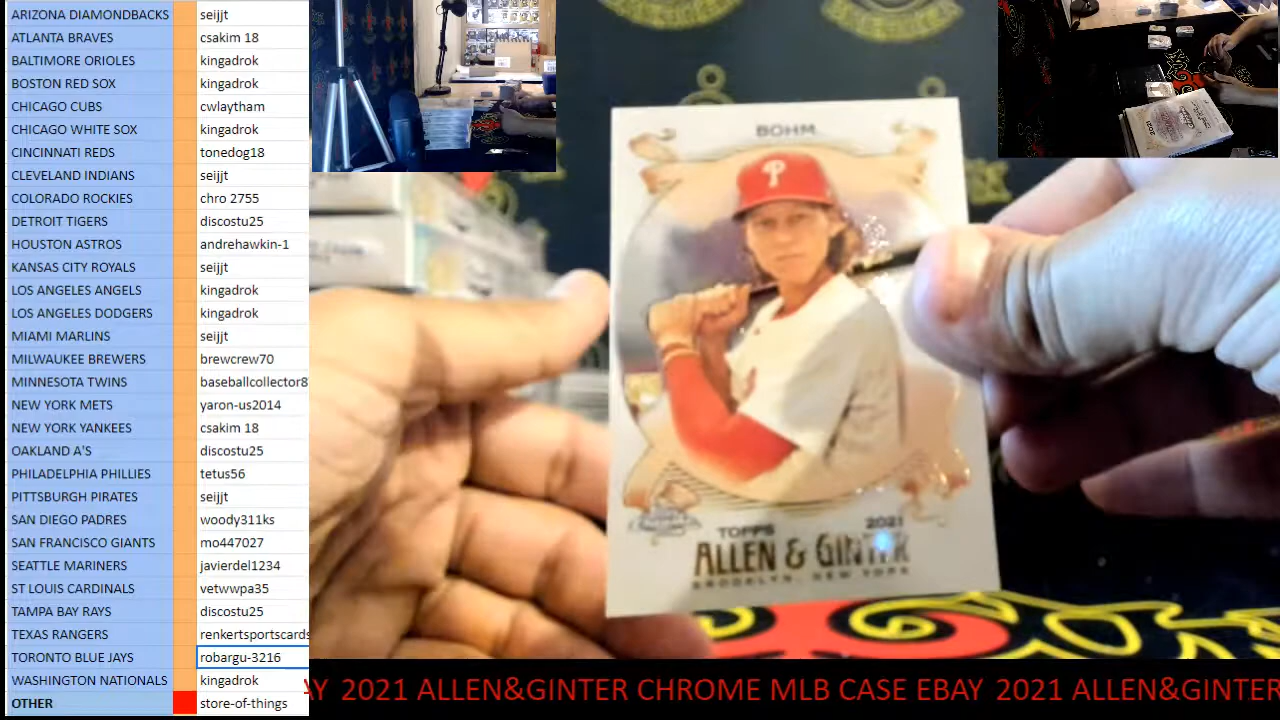 ARIZONA DIAMONDBACKS seijjt
ATLANTA BRAVES csakim 18
BALTIMORE ORIOLES kingadrok
BOSTON RED SOX kingadrok
CHICAGO CUBS cwlaytham
CHICAGO WHITE SOX kingadrok
CINCINNATI REDS tonedog18
CLEVELAND INDIANS seijjt
COLORADO ROCKIES chro 2755
DETROIT TIGERS discostu25
HOUSTON ASTROS andrehawkin-1
KANSAS CITY ROYALS seijjt
LOS ANGELES ANGELS kingadrok
LOS ANGELES DODGERS kingadrok
MIAMI MARLINS seijjt
MILWAUKEE BREWERS brewcrew70
MINNESOTA TWINS baseballcollector8
NEW YORK METS yaron-us2014
NEW YORK YANKEES csakim 18
OAKLAND A'S discostu25
PHILADELPHIA PHILLIES tetus56
PITTSBURGH PIRATES seijjt
SAN DIEGO PADRES woody311ks
SAN FRANCISCO GIANTS mo447027
SEATTLE MARINERS javierdel1234
ST LOUIS CARDINALS vetwwpa35
TAMPA BAY RAYS discostu25
TEXAS RANGERS renkertsportscards
TORONTO BLUE JAYS robargu-3216
WASHINGTON NATIONALS kingadrok
OTHER store-of-things
BOHM
P
TOPPS 2021
ALLEN & GINTER
BROOKLYN, NEW YORK
AY 2021 ALLEN&GINTER CHROME MLB CASE EBAY 2021 ALLEN&GINTER